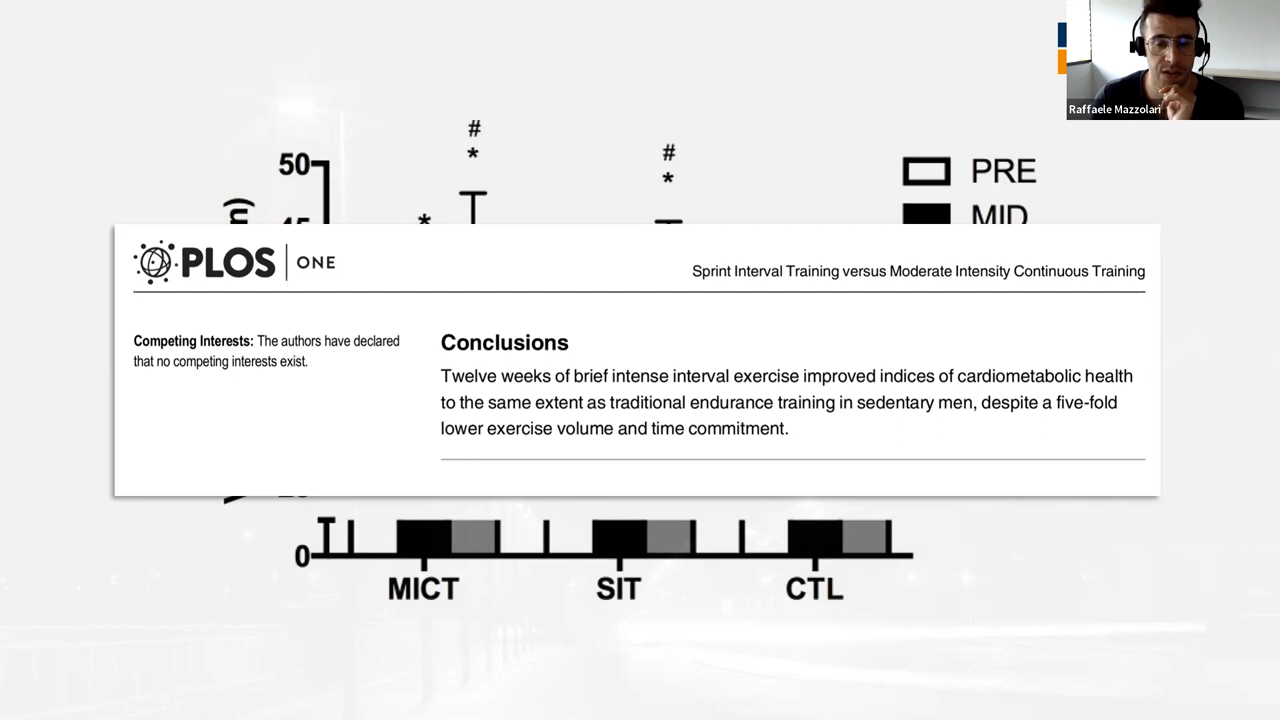 Raffaele Mazzolari
#
*
#
*
*
50
PRE
MID
PLOS ONE
Sprint Interval Training versus Moderate Intensity Continuous Training
Competing Interests: The authors have declared
that no competing interests exist.
Conclusions
Twelve weeks of brief intense interval exercise improved indices of cardiometabolic health
to the same extent as traditional endurance training in sedentary men, despite a five-fold
lower exercise volume and time commitment.
0
MICT SIT CTL